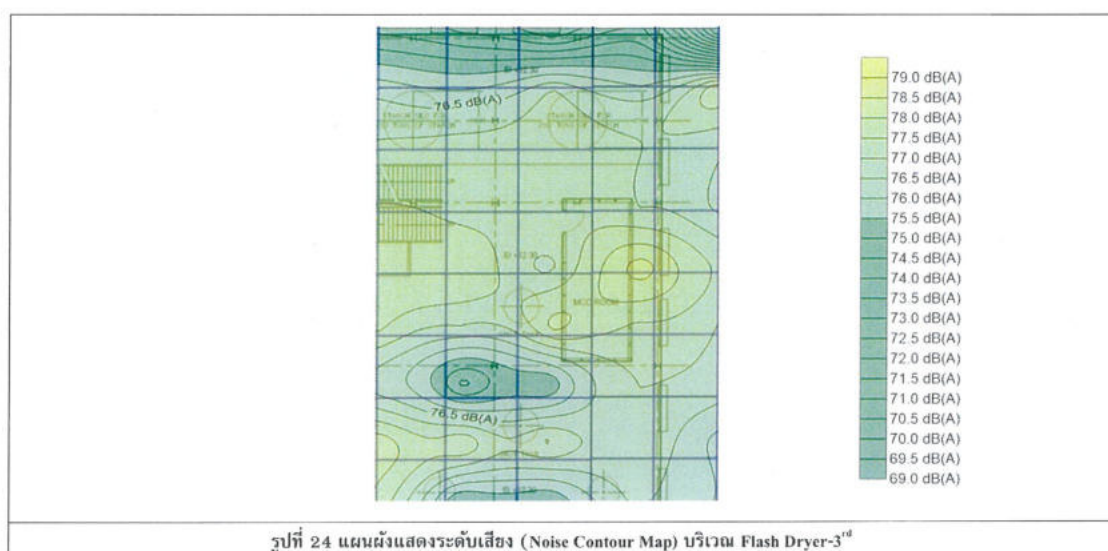 76.5 dB(A)
MCC ROOM
76.5 dB(A)
79.0 dB(A)
78.5 dB(A)
78.0 dB(A)
77.5 dB(A)
77.0 dB(A)
76.5 dB(A)
76.0 dB(A)
75.5 dB(A)
75.0 dB(A)
74.5 dB(A)
74.0 dB(A)
73.5 dB(A)
73.0 dB(A)
72.5 dB(A)
72.0 dB(A)
71.5 dB(A)
71.0 dB(A)
70.5 dB(A)
70.0 dB(A)
69.5 dB(A)
69.0 dB(A)
รูปที่ 24 แผนผังแสดงระดับเสียง (Noise Contour Map) บริเวณ Flash Dryer-3rd